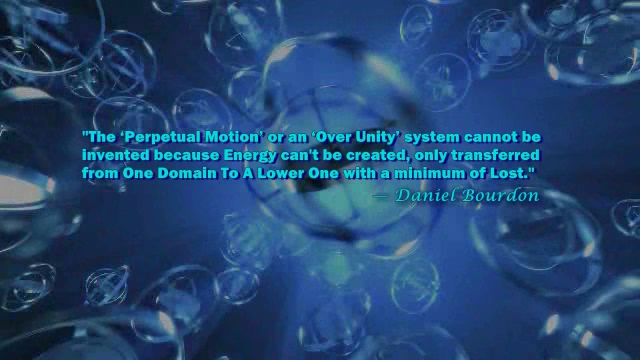 "The ‘Perpetual Motion’ or an ‘Over Unity’ system cannot be
invented because Energy can't be created, only transferred
from One Domain To A Lower One with a minimum of Lost."
— Daniel Bourdon